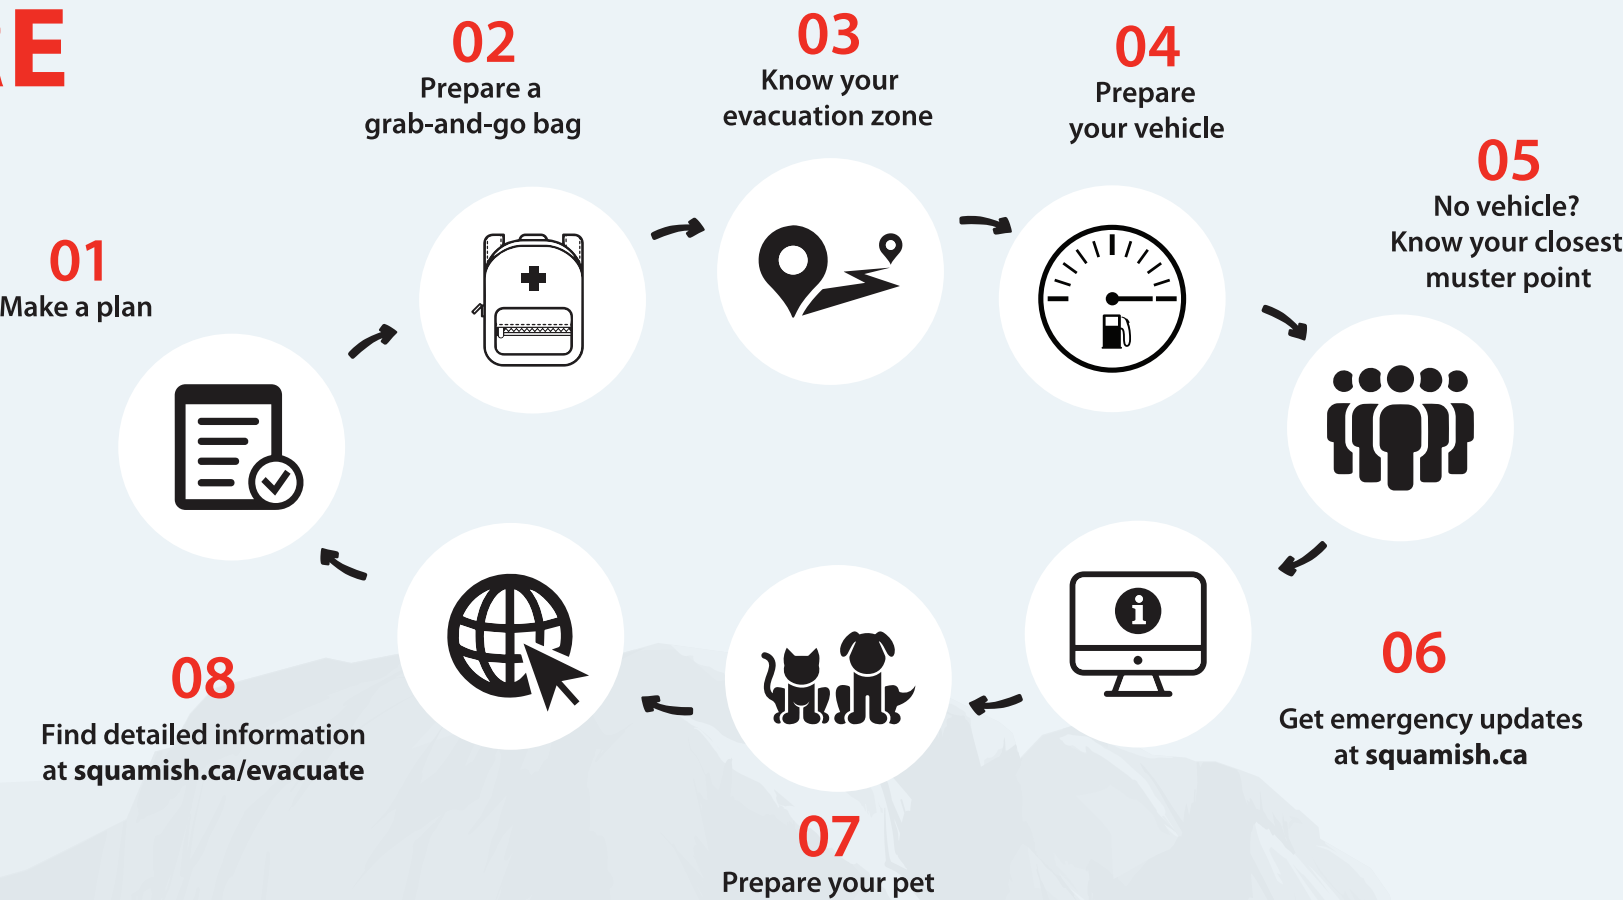 01
Make a plan
02
Prepare a
grab-and-go bag
03
Know your
evacuation zone
04
Prepare
your vehicle
05
No vehicle?
Know your closest
muster point
06
Get emergency updates
at squamish.ca
07
Prepare your pet
08
Find detailed information
at squamish.ca/evacuate